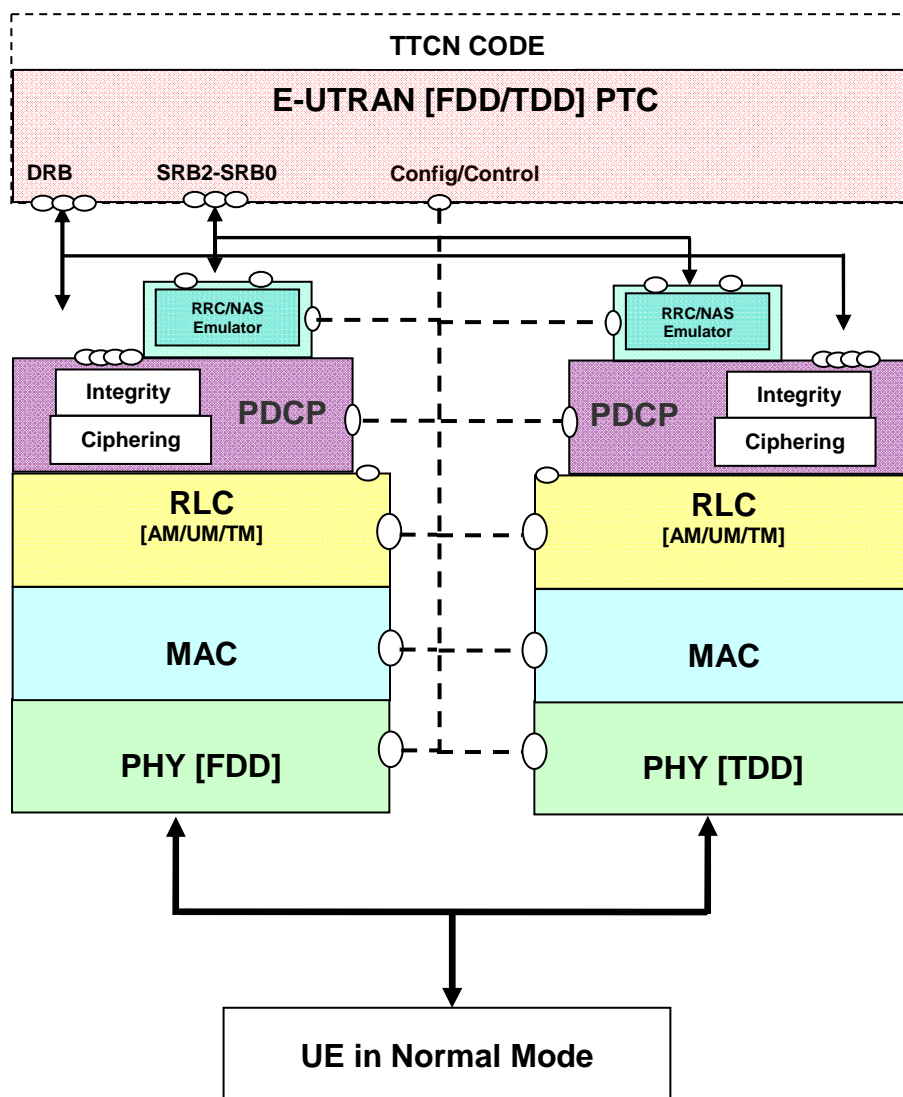 TTCN CODE
E-UTRAN [FDD/TDD] PTC
DRB
SRB2-SRB0
Config/Control
RRC/NAS
Emulator
RRC/NAS
Emulator
Integrity
Ciphering
PDCP
PDCP
Integrity
Ciphering
RLC
[AM/UM/TM]
RLC
[AM/UM/TM]
MAC
MAC
PHY [FDD]
PHY [TDD]
UE in Normal Mode